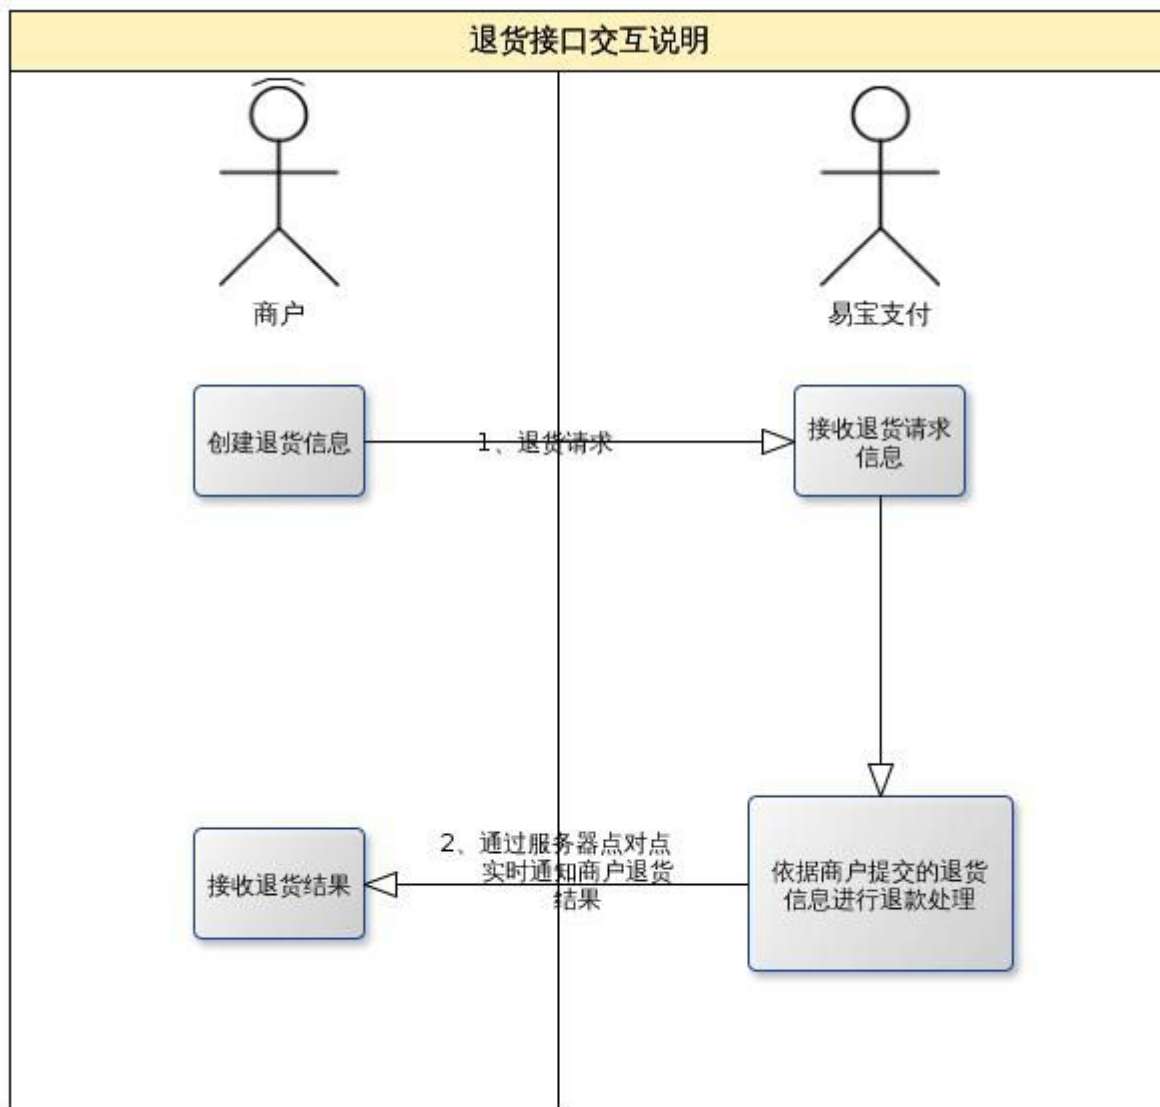 退货接口交互说明
商户
易宝支付
创建退货信息
1、退货请求
接收退货请求
信息
接收退货结果
2、通过服务器点对点
实时通知商户退货
结果
依据商户提交的退货
信息进行退款处理